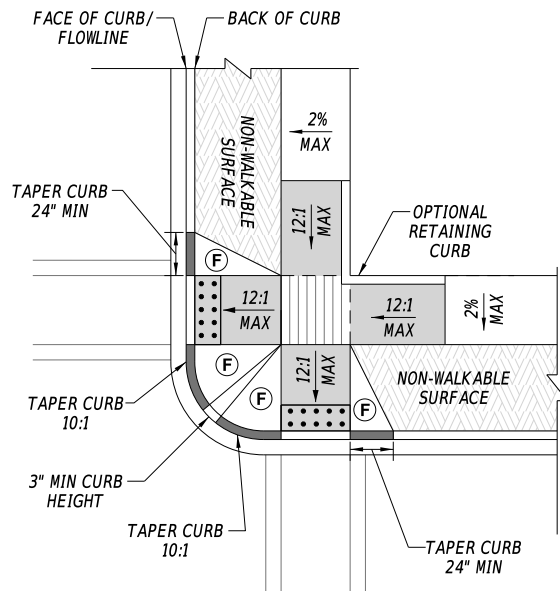 FACE OF CURB/
FLOWLINE
BACK OF CURB
NON-WALKABLE
SURFACE
2%
MAX
TAPER CURB
24" MIN
12:1
MAX
OPTIONAL
RETAINING
CURB
F
12:1
MAX
12:1
MAX
2%
MAX
F
12:1
MAX
NON-WALKABLE
SURFACE
TAPER CURB
10:1
F
F
3" MIN CURB
HEIGHT
TAPER CURB
10:1
TAPER CURB
24" MIN